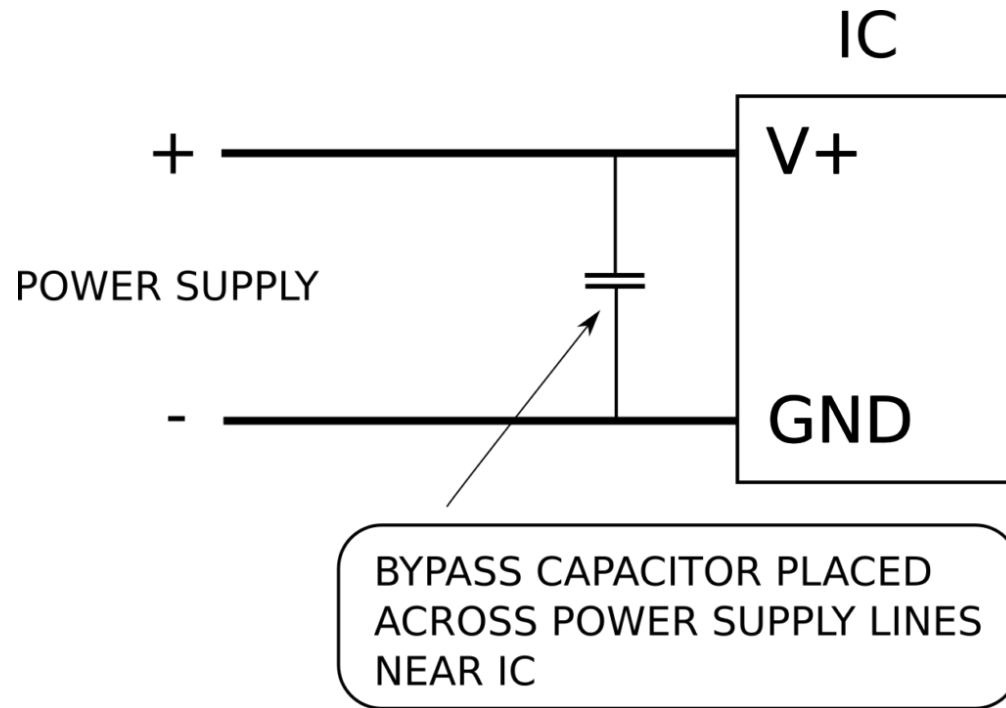 IC
+
V+
POWER SUPPLY
-
GND
BYPASS CAPACITOR PLACED
ACROSS POWER SUPPLY LINES
NEAR IC